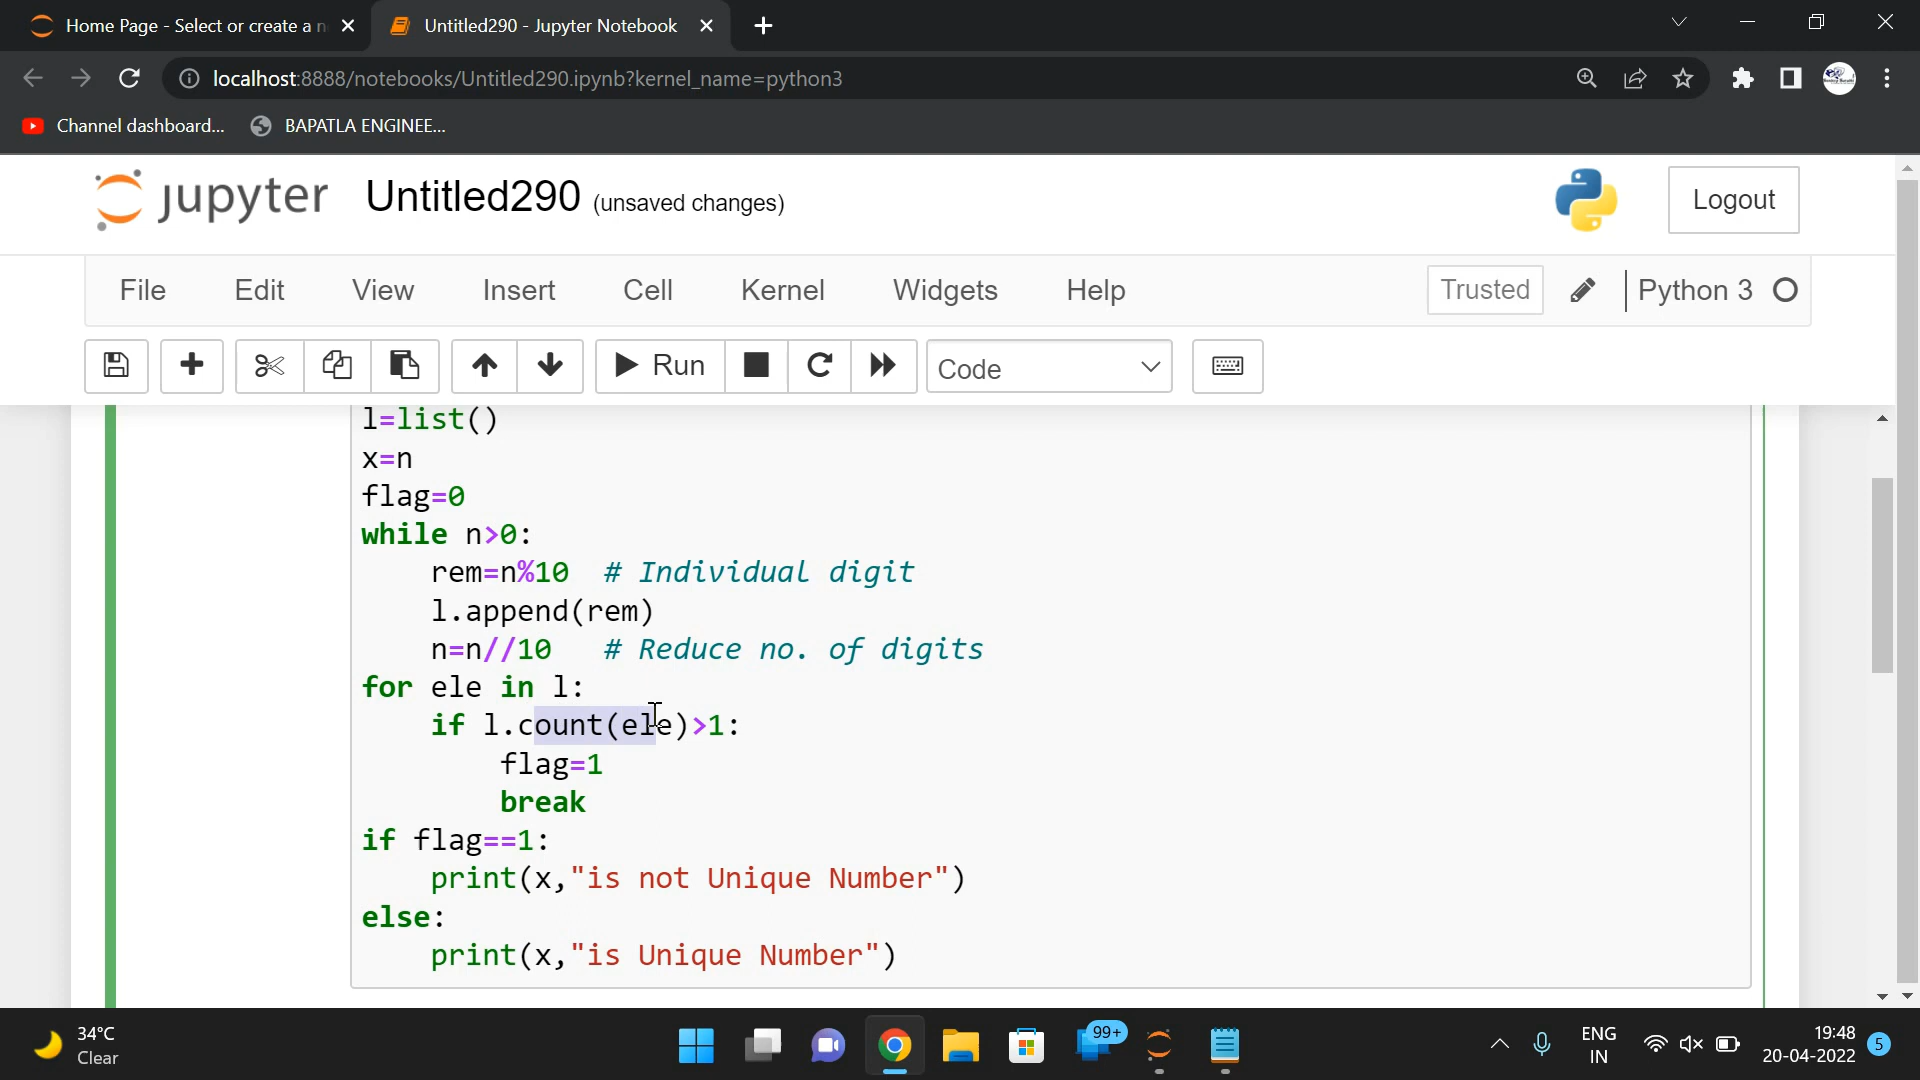 Home Page - Select or create a n
Untitled290 - Jupyter Notebook
localhost:8888/notebooks/Untitled290.ipynb?kernel_name=python3
Channel dashboard...
BAPATLA ENGINEE...
jupyter
Untitled290 (unsaved changes)
Logout
File
Edit
View
Insert
Cell
Kernel
Widgets
Help
Trusted
Python 3
Run
Code
l=list()
x=n
flag=0
while n>0:
    rem=n%10  # Individual digit
    l.append(rem)
    n=n//10   # Reduce no. of digits
for ele in l:
    if l.count(ele)>1:
        flag=1
        break
if flag==1:
    print(x,"is not Unique Number")
else:
    print(x,"is Unique Number")
34°C
Clear
99+
ENG
IN
19:48
20-04-2022
5